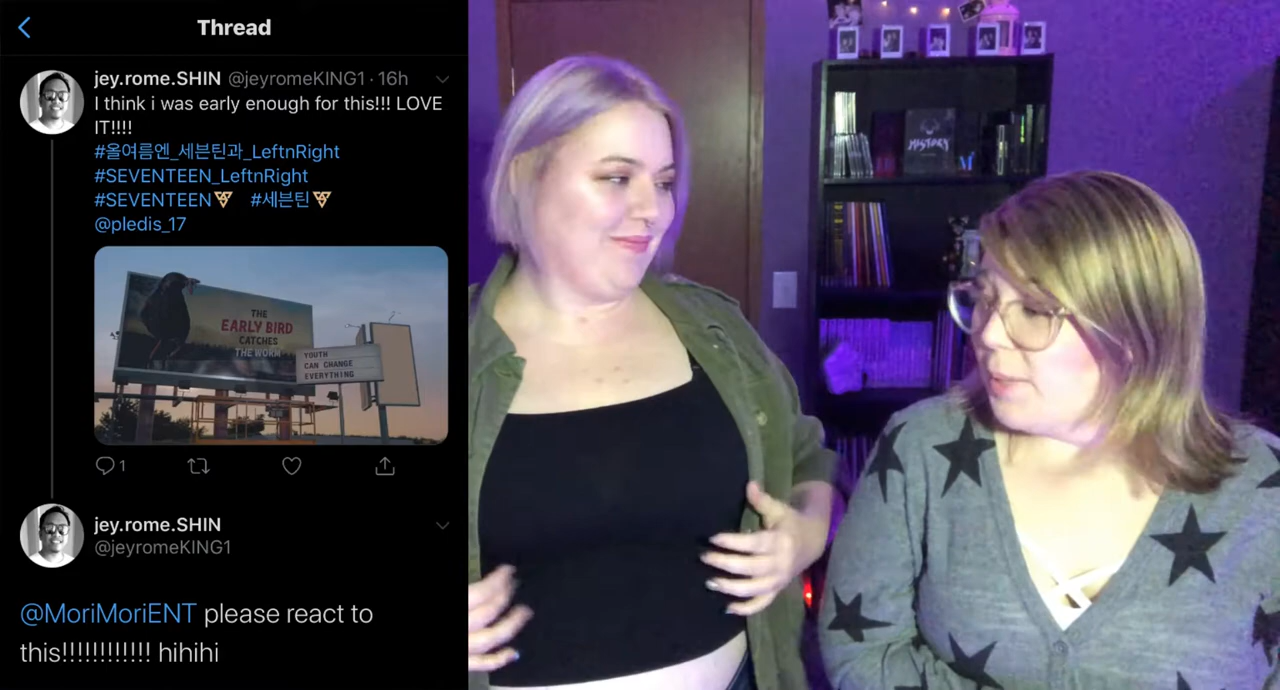 Thread
jey.rome.SHIN @jeyromeKING1 · 16h
I think i was early enough for this!!! LOVE
IT!!!!
#올여름엔_세븐틴과_LeftnRight
#SEVENTEEN_LeftnRight
#SEVENTEEN #세븐틴
@pledis_17
THE
EARLY BIRD
CATCHES
THE WORM
YOUTH
CAN CHANGE
EVERYTHING
1
jey.rome.SHIN
@jeyromeKING1
@MoriMoriENT please react to
this!!!!!!!!!!!! hihihi
HISTORY